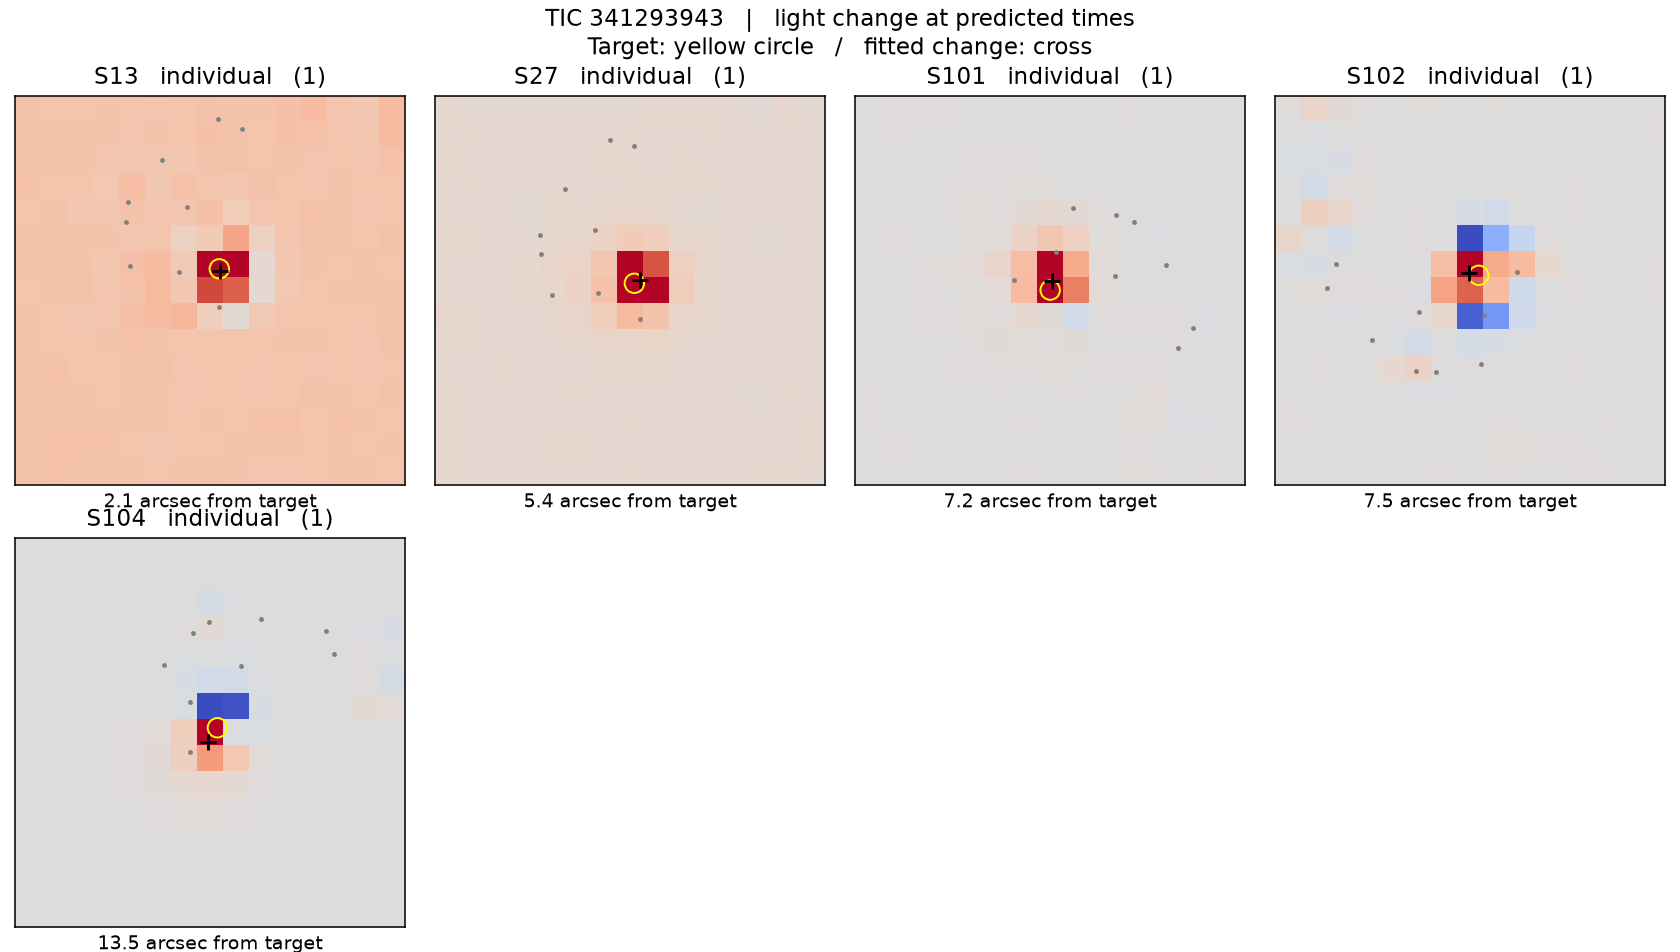 TIC 341293943 | light change at predicted times
Target: yellow circle / fitted change: cross
S13 individual (1)
S27 individual (1)
S101 individual (1)
S102 individual (1)
2.1 arcsec from target
5.4 arcsec from target
7.2 arcsec from target
7.5 arcsec from target
S104 individual (1)
13.5 arcsec from target